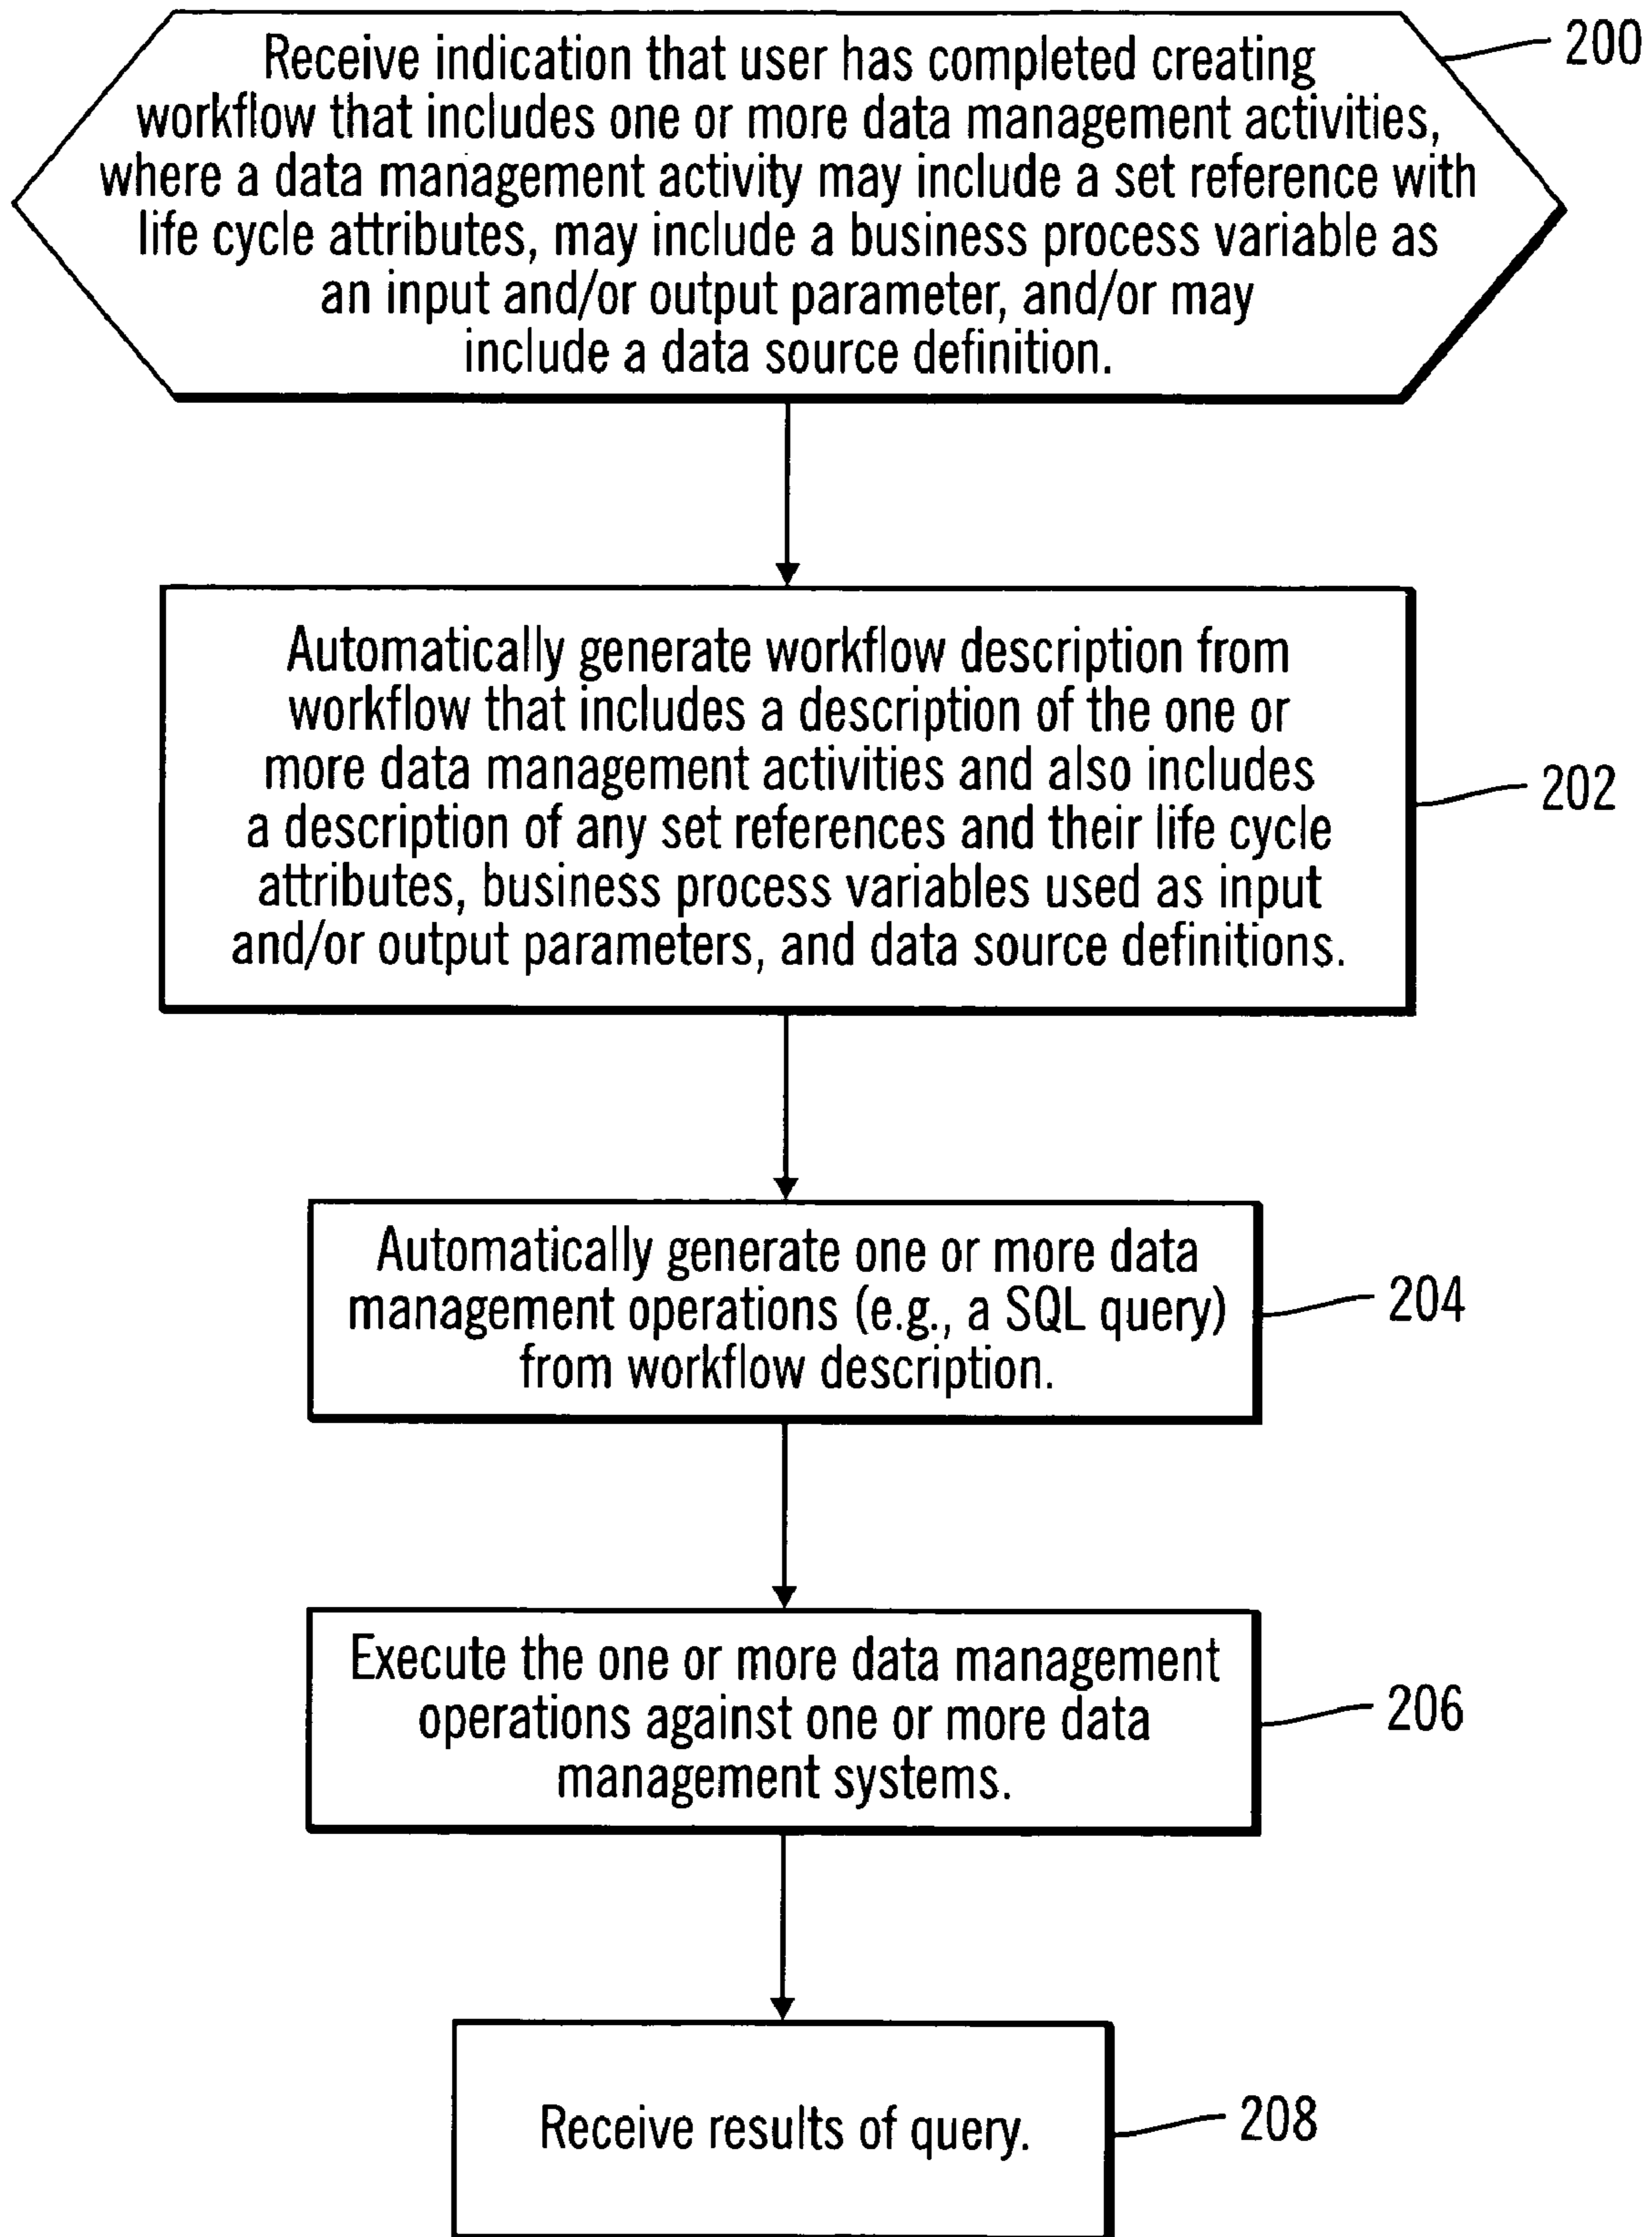 Receive indication that user has completed creating
workflow that includes one or more data management activities,
where a data management activity may include a set reference with
life cycle attributes, may include a business process variable as
an input and/or output parameter, and/or may
include a data source definition.
200
Automatically generate workflow description from
workflow that includes a description of the one or
more data management activities and also includes
a description of any set references and their life cycle
attributes, business process variables used as input
and/or output parameters, and data source definitions.
202
Automatically generate one or more data
management operations (e.g., a SQL query)
from workflow description.
204
Execute the one or more data management
operations against one or more data
management systems.
206
Receive results of query.
208